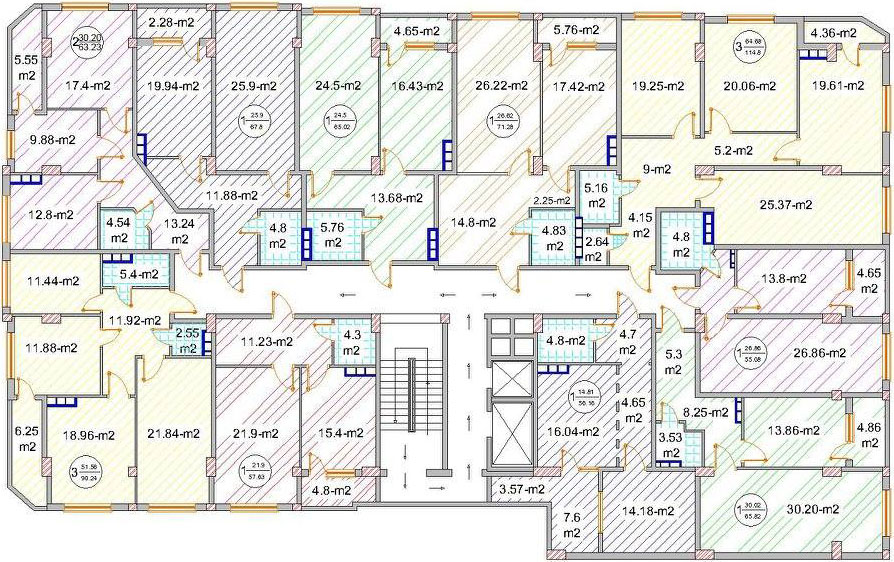 2.28-m2
4.65
m2
5.76-m2
4.36-m2
5.55
m2
2 30.20
63.23
17.4-m2
19.94-m2
25.9-m2
24.5-m2
16.43-m2
26.22-m2
17.42-m2
19.25-m2
3 64.68
114.8
20.06-m2
19.61-m2
1 25.9
67.8
1 24.5
65.02
1 26.62
71.28
9.88-m2
9-m2
5.2-m2
12.8-m2
11.88-m2
13.68-m2
2.25-m2
5.16
m2
25.37-m2
4.54
m2
13.24
m2
4.8
m2
5.76
m2
14.8-m2
4.83
m2
2.64
m2
4.15
m2
4.8
m2
11.44-m2
5.4-m2
13.8-m2
4.65
m2
11.92-m2
2.55
m2
11.88-m2
11.23-m2
4.3
m2
4.8-m2
4.7
m2
5.3
m2
1 26.86
55.08
26.86-m2
6.25
m2
18.96-m2
21.84-m2
21.9-m2
15.4-m2
1 14.81
56.16
16.04-m2
4.65
m2
8.25-m2
3.53
m2
13.86-m2
4.86
m2
3 51.58
90.24
1 21.9
57.63
4.8-m2
3.57-m2
7.6
m2
14.18-m2
1 30.02
65.82
30.20-m2